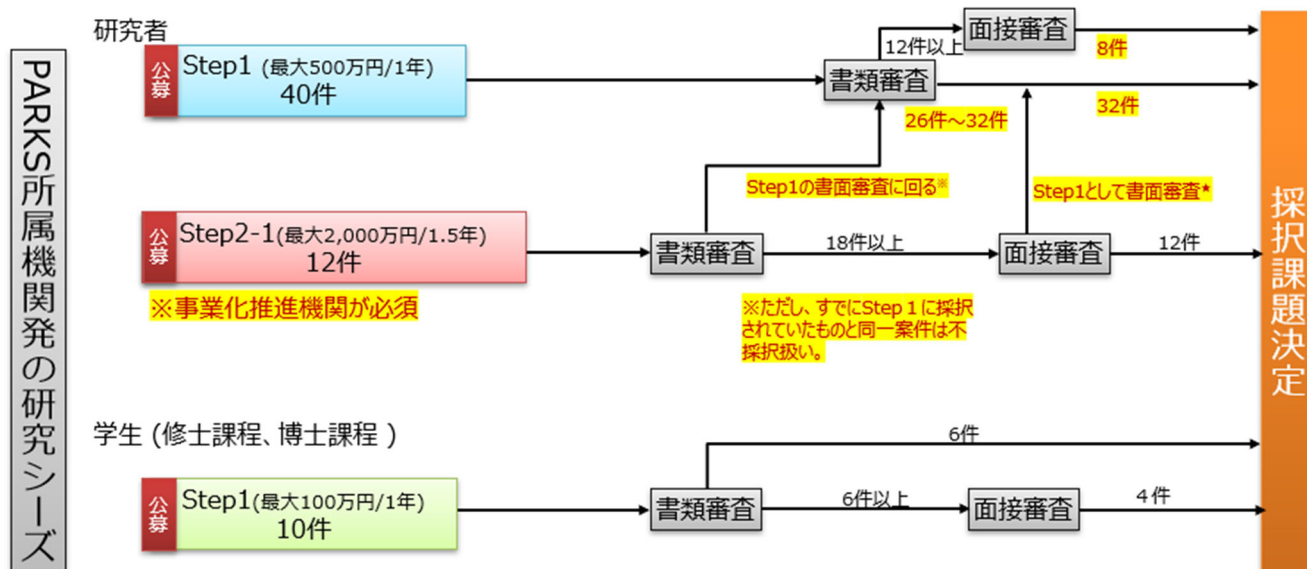 PARKS所属機関発の研究シーズ
研究者
公募
Step1 (最大500万円/1年)
40件
書類審査
12件以上
面接審査
8件
26件～32件
32件
Step1の書面審査に回る※
Step1として書面審査★
公募
Step2-1(最大2,000万円/1.5年)
12件
書類審査
18件以上
面接審査
12件
※事業化推進機関が必須
※ただし、すでにStep 1 に採択
されていたものと同一案件は不
採択扱い。
学生 (修士課程、博士課程 )
6件
公募
Step1(最大100万円/1年)
10件
書類審査
6件以上
面接審査
４件
採択課題決定